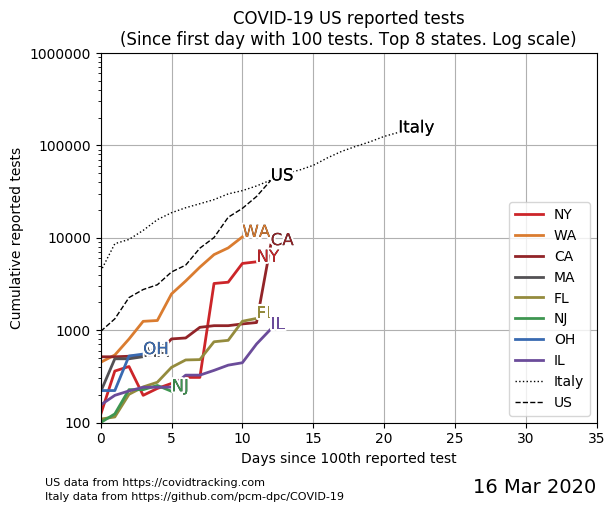 COVID-19 US reported tests
(Since first day with 100 tests. Top 8 states. Log scale)
Cumulative reported tests
1000000
100000
10000
1000
100
Italy
US
WA
CA
NY
FL
IL
OH
NJ
NY
WA
CA
MA
FL
NJ
OH
IL
Italy
US
0
5
10
15
20
25
30
35
Days since 100th reported test
US data from https://covidtracking.com
Italy data from https://github.com/pcm-dpc/COVID-19
16 Mar 2020